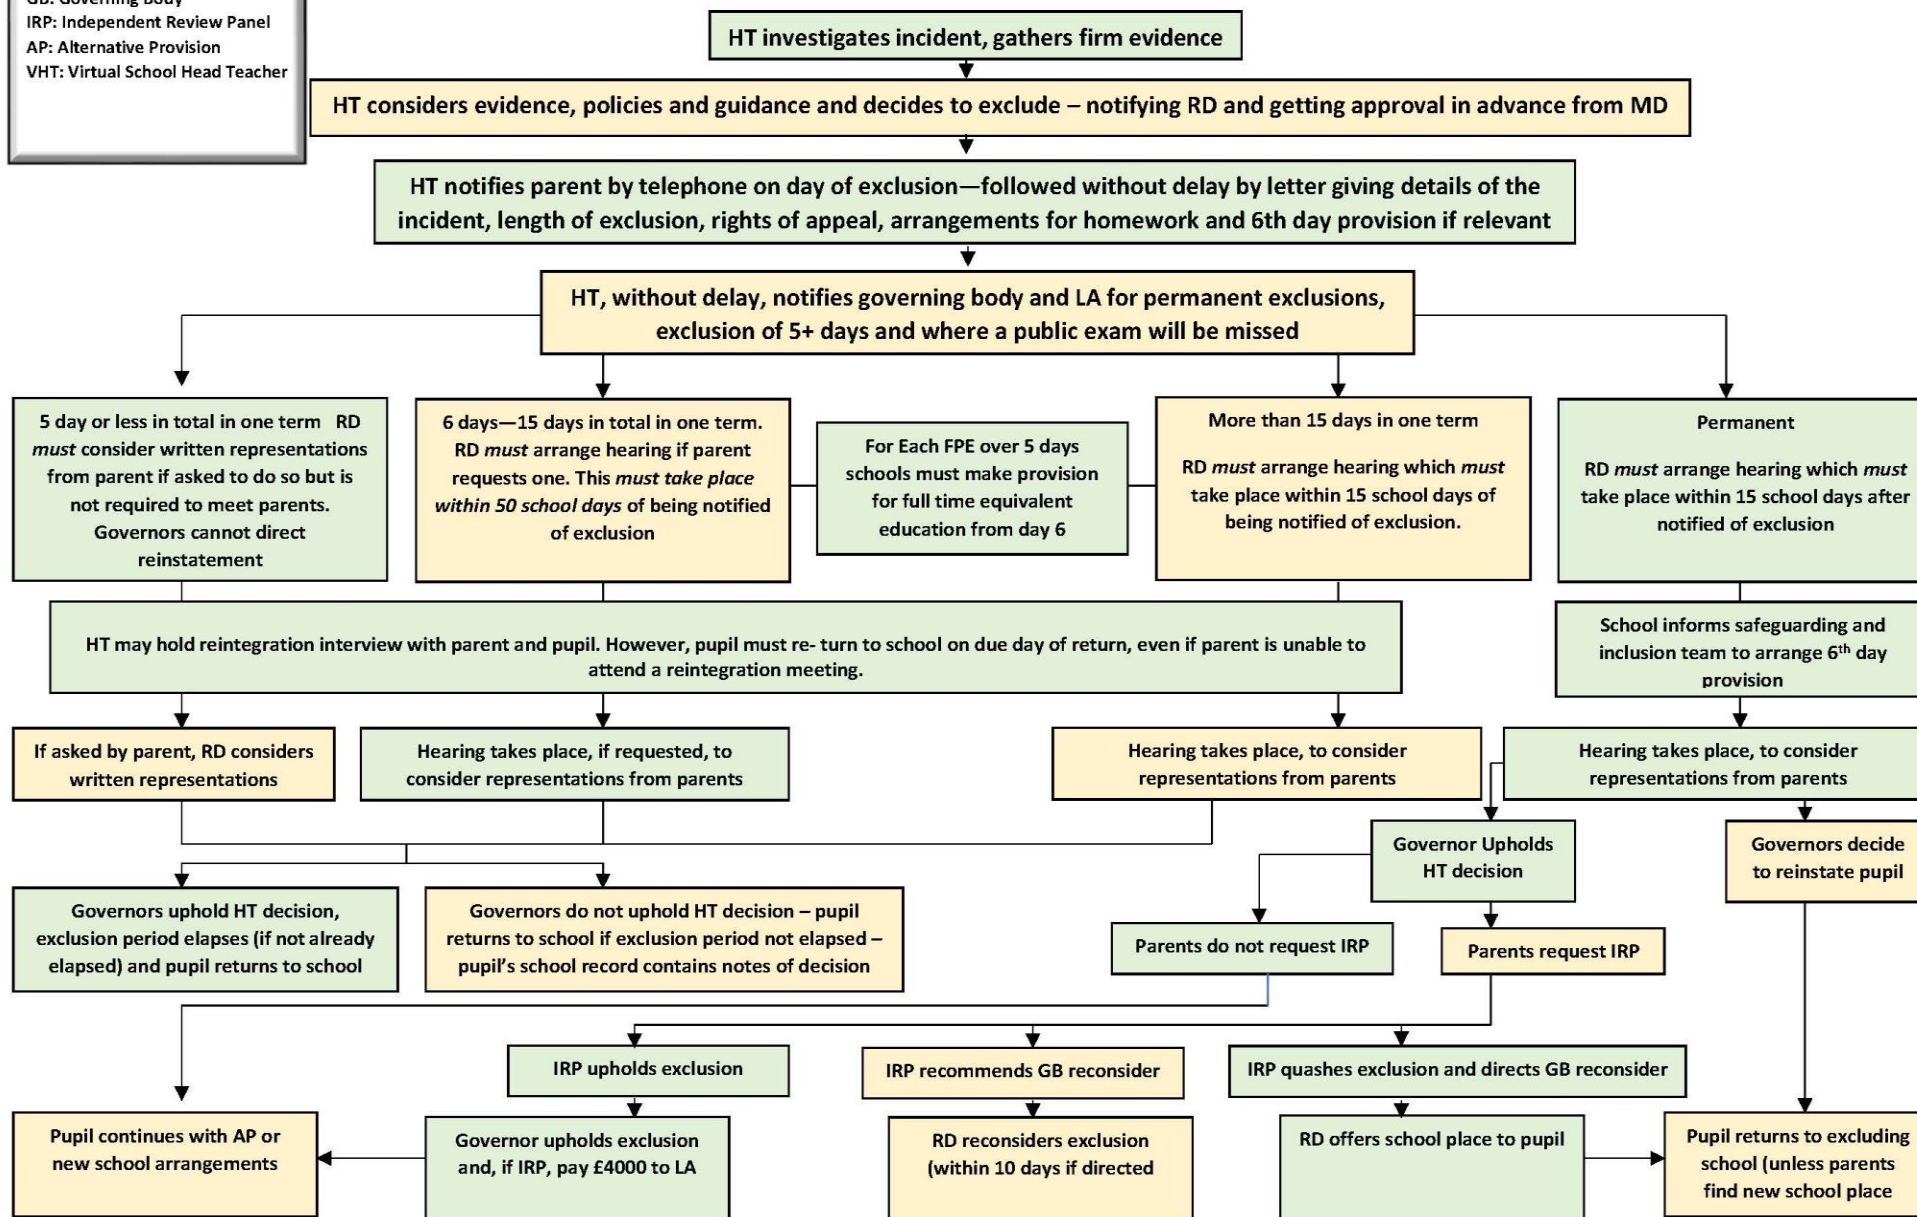 GB: Governing Body
IRP: Independent Review Panel
AP: Alternative Provision
VHT: Virtual School Head Teacher
HT investigates incident, gathers firm evidence
HT considers evidence, policies and guidance and decides to exclude – notifying RD and getting approval in advance from MD
HT notifies parent by telephone on day of exclusion—followed without delay by letter giving details of the
incident, length of exclusion, rights of appeal, arrangements for homework and 6th day provision if relevant
HT, without delay, notifies governing body and LA for permanent exclusions,
exclusion of 5+ days and where a public exam will be missed
5 day or less in total in one term RD
must consider written representations
from parent if asked to do so but is
not required to meet parents.
Governors cannot direct
reinstatement
6 days—15 days in total in one term.
RD must arrange hearing if parent
requests one. This must take place
within 50 school days of being notified
of exclusion
For Each FPE over 5 days
schools must make provision
for full time equivalent
education from day 6
More than 15 days in one term
RD must arrange hearing which must
take place within 15 school days of
being notified of exclusion.
Permanent
RD must arrange hearing which must
take place within 15 school days after
notified of exclusion
HT may hold reintegration interview with parent and pupil. However, pupil must re- turn to school on due day of return, even if parent is unable to
attend a reintegration meeting.
School informs safeguarding and
inclusion team to arrange 6th day
provision
If asked by parent, RD considers
written representations
Hearing takes place, if requested, to
consider representations from parents
Hearing takes place, to consider
representations from parents
Hearing takes place, to consider
representations from parents
Governor Upholds
HT decision
Governors decide
to reinstate pupil
Governors uphold HT decision,
exclusion period elapses (if not already
elapsed) and pupil returns to school
Governors do not uphold HT decision – pupil
returns to school if exclusion period not elapsed –
pupil's school record contains notes of decision
Parents do not request IRP
Parents request IRP
IRP upholds exclusion
IRP recommends GB reconsider
IRP quashes exclusion and directs GB reconsider
Pupil continues with AP or
new school arrangements
Governor upholds exclusion
and, if IRP, pay £4000 to LA
RD reconsiders exclusion
(within 10 days if directed
RD offers school place to pupil
Pupil returns to excluding
school (unless parents
find new school place